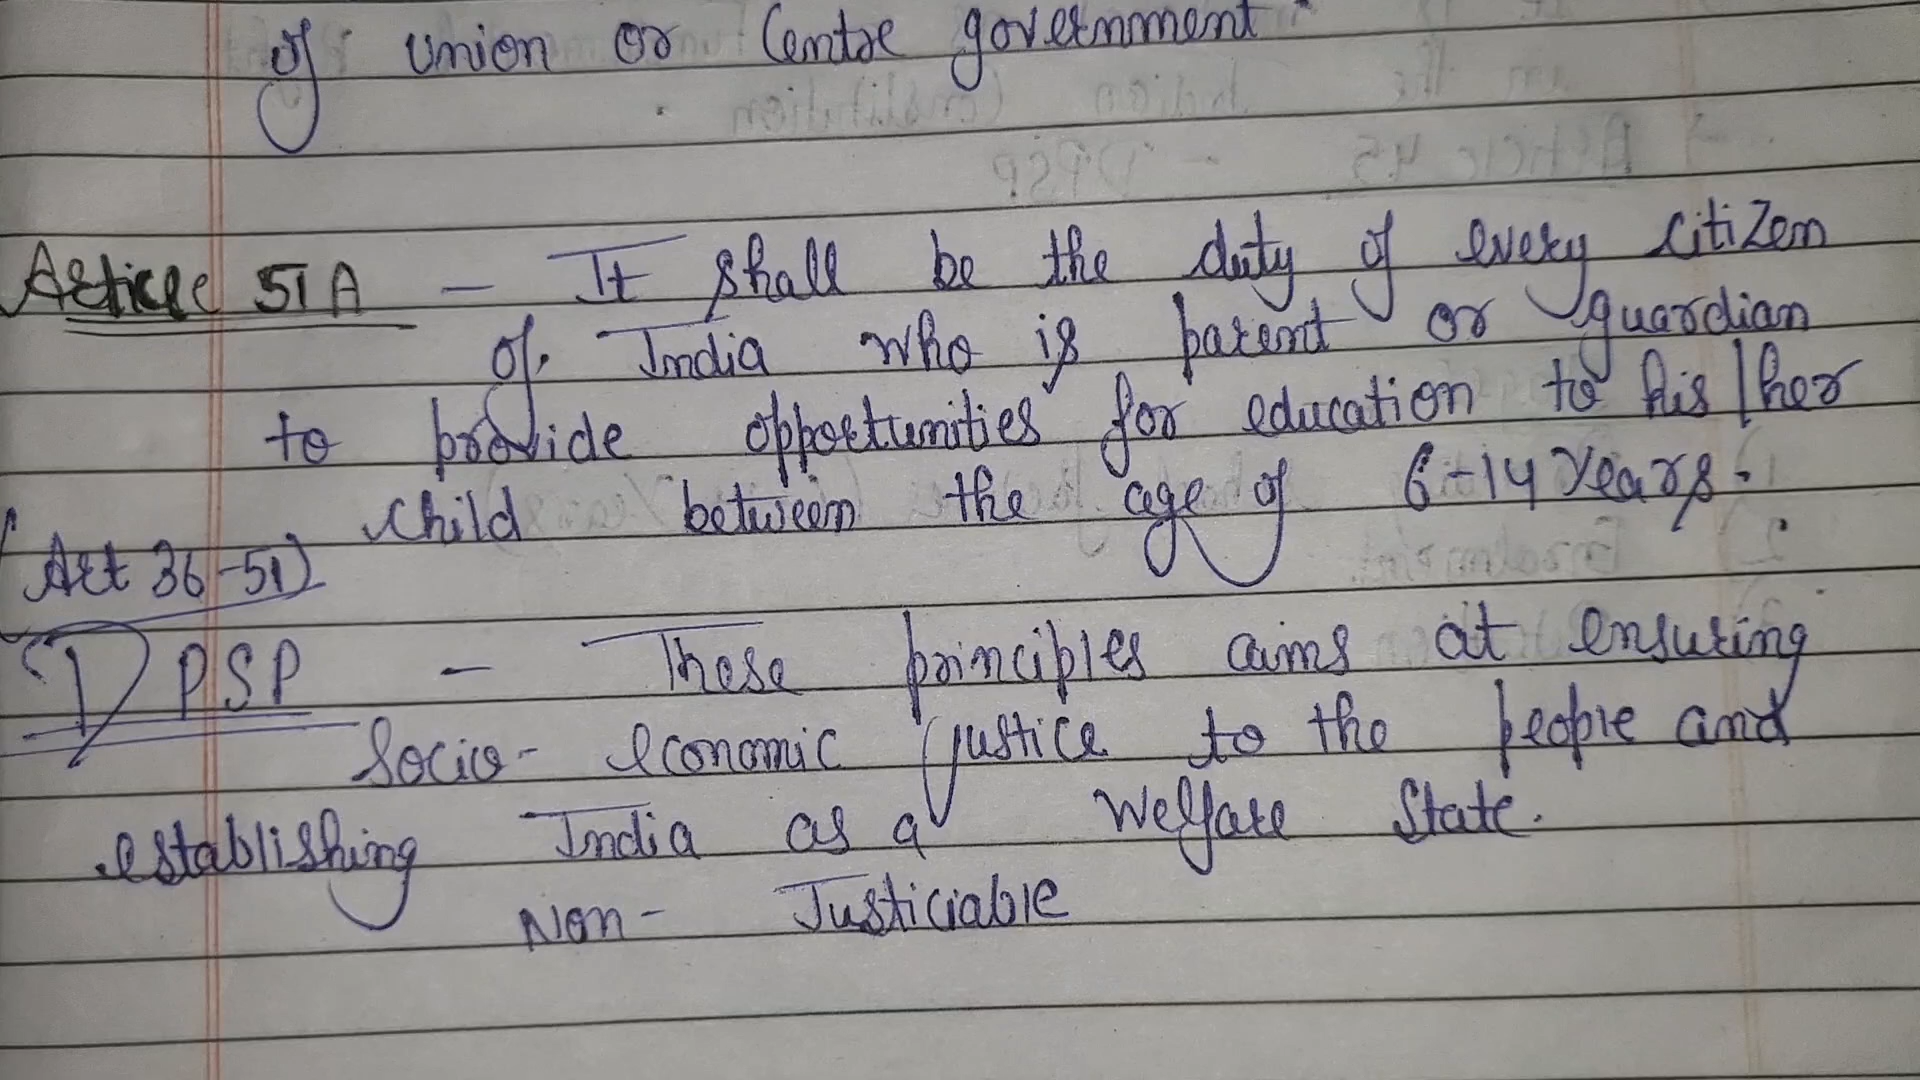 of union or Centre government
Article 51A - It shall be the duty of every citizen
of India who is parent or guardian
to provide opportunities for education to his/her
child between the age of 6-14 Years.
(Art 36-51)
DPSP - These principles aims at ensuring
Socio-economic justice to the people and
establishing India as a Welfare State.
Non-Justiciable